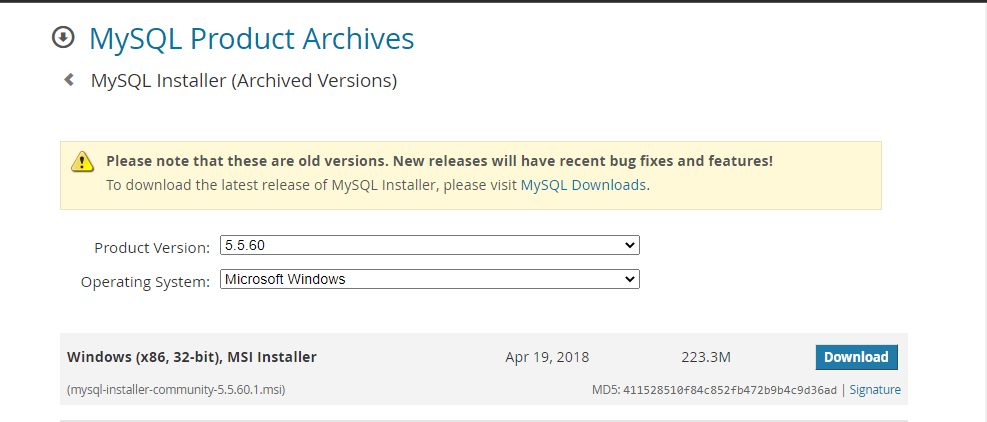 MySQL Product Archives
MySQL Installer (Archived Versions)
Please note that these are old versions. New releases will have recent bug fixes and features!
To download the latest release of MySQL Installer, please visit MySQL Downloads.
Product Version: 5.5.60
Operating System: Microsoft Windows
Windows (x86, 32-bit), MSI Installer Apr 19, 2018 223.3M Download
(mysql-installer-community-5.5.60.1.msi) MD5: 411528510f84c852fb472b9b4c9d36ad | Signature